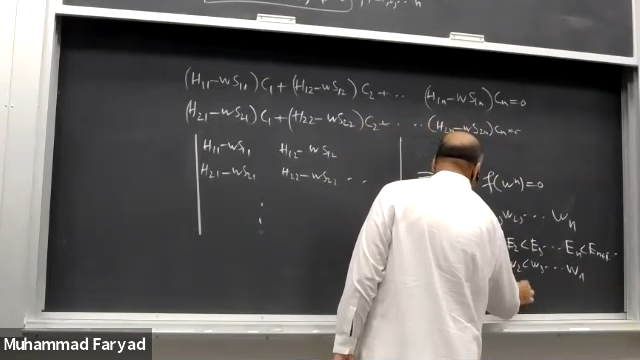 (H₁₁-WS₁₁)C₁+(H₁₂-WS₁₂)C₂+... (H₁ₙ-WS₁ₙ)Cₙ=0
(H₂₁-WS₂₁)C₁+(H₂₂-WS₂₂)C₂+... (H₂ₙ-WS₂ₙ)Cₙ=0
H₁₁-WS₁₁ H₁₂-WS₁₂
H₂₁-WS₂₁ H₂₂-WS₂₂ ...
f(Wⁿ)=0
W₂, ... Wₙ
E₂<E₃ ... Eₙ<Eₙ₊₁ ..
W₂<W₃ ... Wₙ
Muhammad Faryad